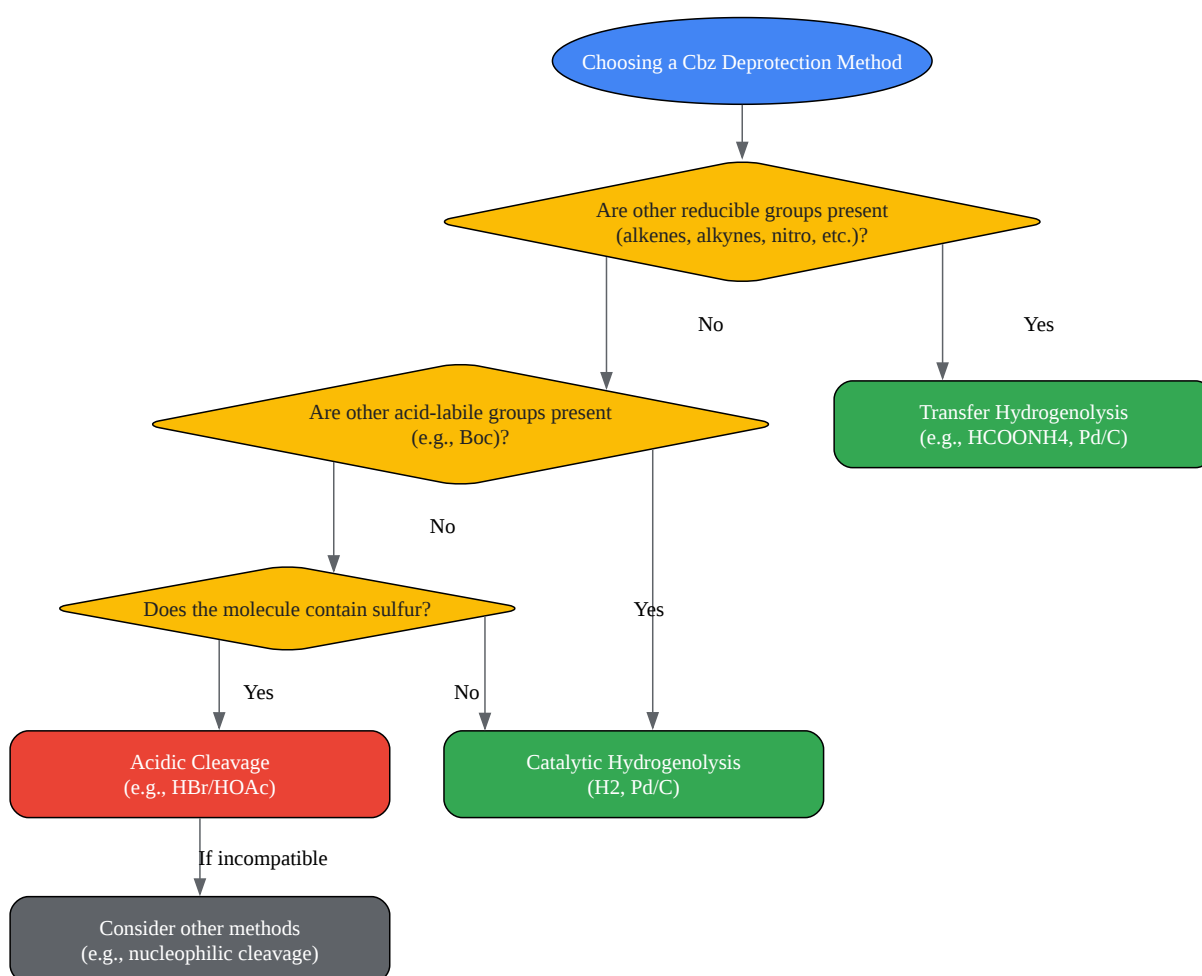 Choosing a Cbz Deprotection Method
Are other reducible groups present
(alkenes, alkynes, nitro, etc.)?
No
Yes
Are other acid-labile groups present
(e.g., Boc)?
Transfer Hydrogenolysis
(e.g., HCOONH4, Pd/C)
No
Does the molecule contain sulfur?
Yes
Yes
No
Acidic Cleavage
(e.g., HBr/HOAc)
Catalytic Hydrogenolysis
(H2, Pd/C)
If incompatible
Consider other methods
(e.g., nucleophilic cleavage)